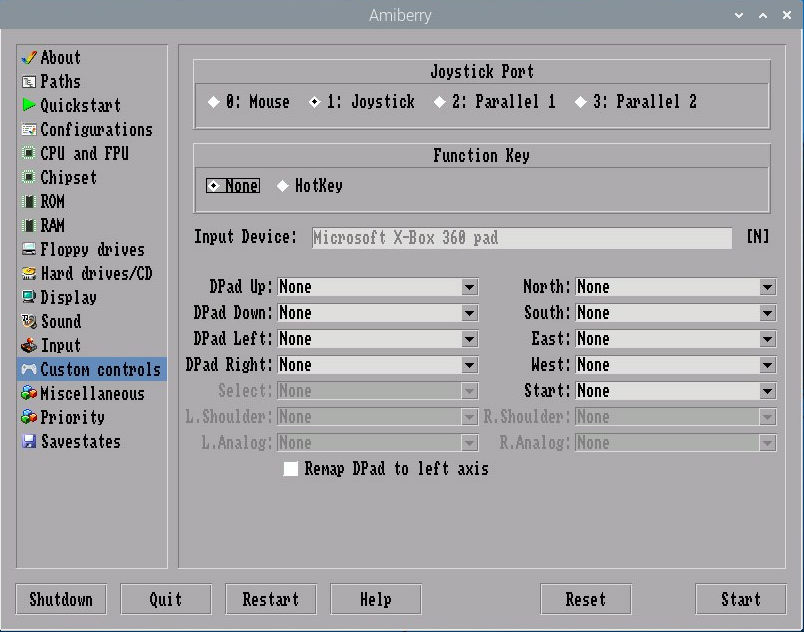 Amiberry
About
Paths
Quickstart
Configurations
CPU and FPU
Chipset
ROM
RAM
Floppy drives
Hard drives/CD
Display
Sound
Input
Custom controls
Miscellaneous
Priority
Savestates
Joystick Port
0: Mouse 1: Joystick 2: Parallel 1 3: Parallel 2
Function Key
None HotKey
Input Device: Microsoft X-Box 360 pad [N]
DPad Up: None North: None
DPad Down: None South: None
DPad Left: None East: None
DPad Right: None West: None
Select: None Start: None
L.Shoulder: None R.Shoulder: None
L.Analog: None R.Analog: None
Remap DPad to left axis
Shutdown Quit Restart Help Reset Start